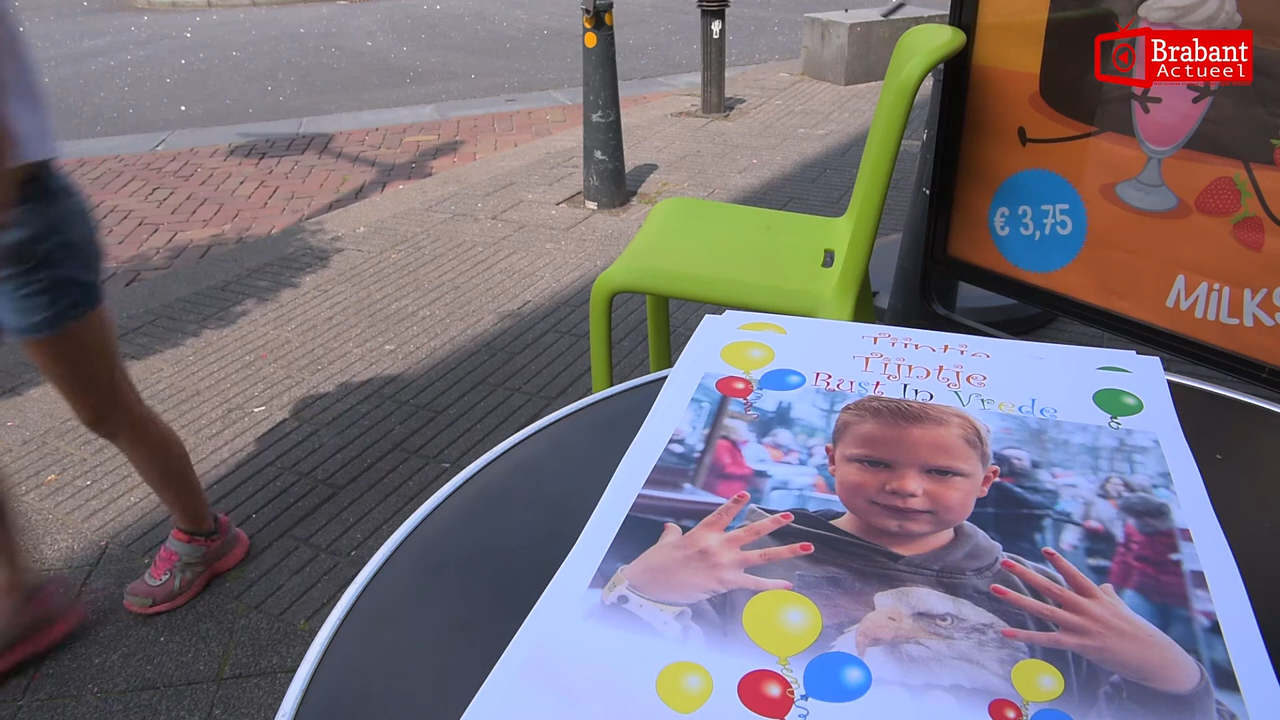 Brabant
Actueel
€ 3,75
MiLKS
Tijntje
Tijntje
Rust In Vrede